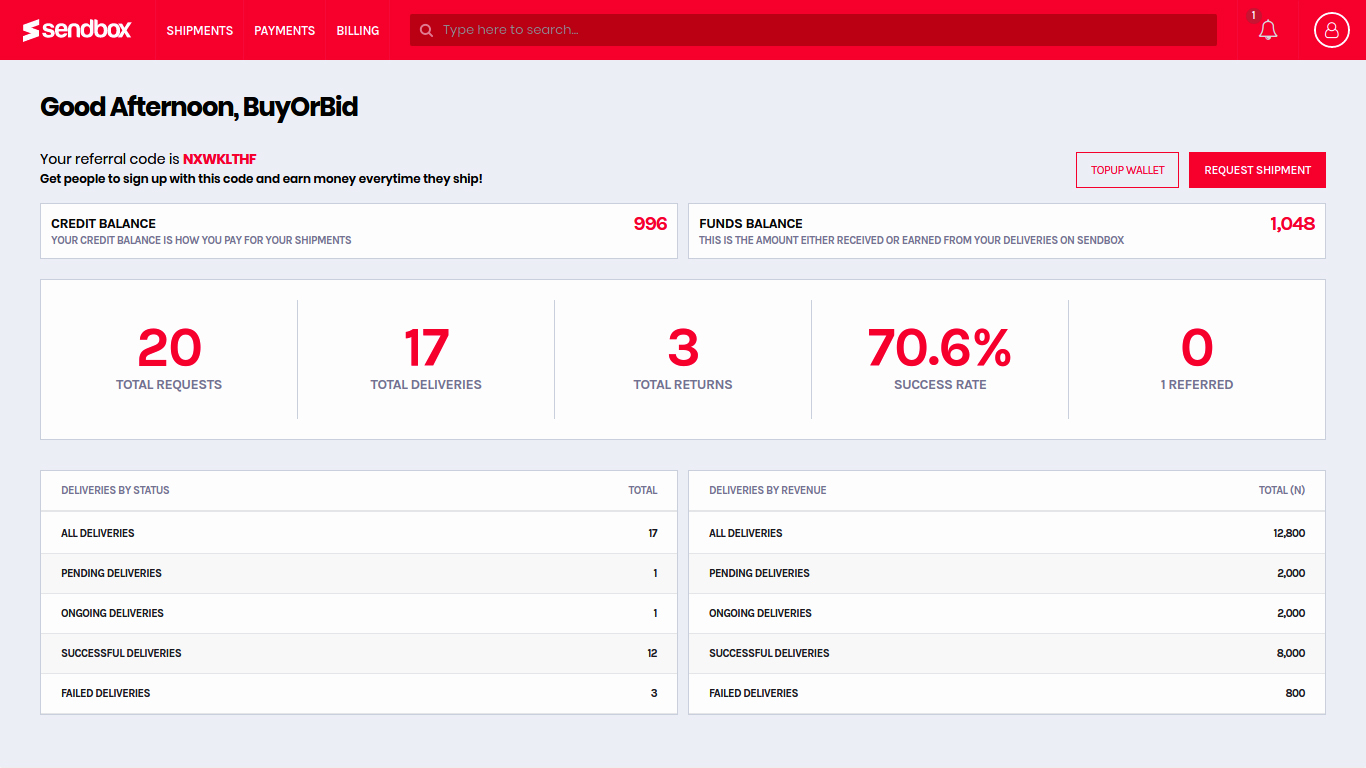 sendbox SHIPMENTS PAYMENTS BILLING Type here to search... 1
Good Afternoon, BuyOrBid
Your referral code is NXWKLTHF
Get people to sign up with this code and earn money everytime they ship!
TOPUP WALLET REQUEST SHIPMENT
CREDIT BALANCE 996
YOUR CREDIT BALANCE IS HOW YOU PAY FOR YOUR SHIPMENTS
FUNDS BALANCE 1,048
THIS IS THE AMOUNT EITHER RECEIVED OR EARNED FROM YOUR DELIVERIES ON SENDBOX
20 17 3 70.6% 0
TOTAL REQUESTS TOTAL DELIVERIES TOTAL RETURNS SUCCESS RATE 1 REFERRED
DELIVERIES BY STATUS TOTAL
ALL DELIVERIES 17
PENDING DELIVERIES 1
ONGOING DELIVERIES 1
SUCCESSFUL DELIVERIES 12
FAILED DELIVERIES 3
DELIVERIES BY REVENUE TOTAL (N)
ALL DELIVERIES 12,800
PENDING DELIVERIES 2,000
ONGOING DELIVERIES 2,000
SUCCESSFUL DELIVERIES 8,000
FAILED DELIVERIES 800